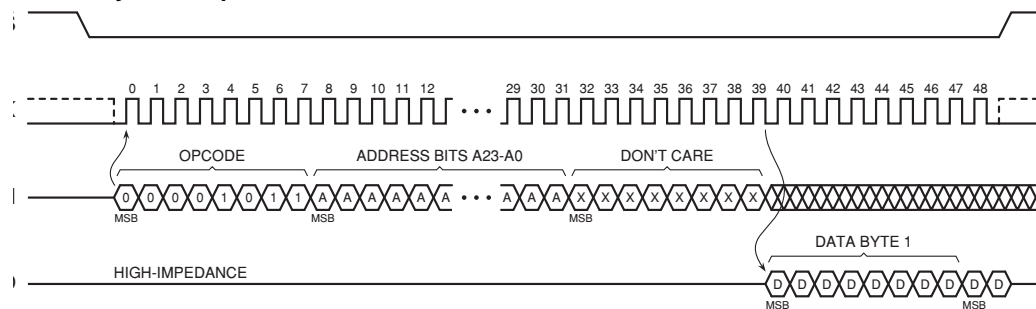 0 1 2 3 4 5 6 7 8 9 10 11 12 29 30 31 32 33 34 35 36 37 38 39 40 41 42 43 44 45 46 47 48
OPCODE ADDRESS BITS A23-A0 DON'T CARE
0 0 0 0 1 0 1 1 A A A A A A A A A X X X X X X X X
MSB MSB MSB
DATA BYTE 1
HIGH-IMPEDANCE
D D D D D D D D D D
MSB MSB